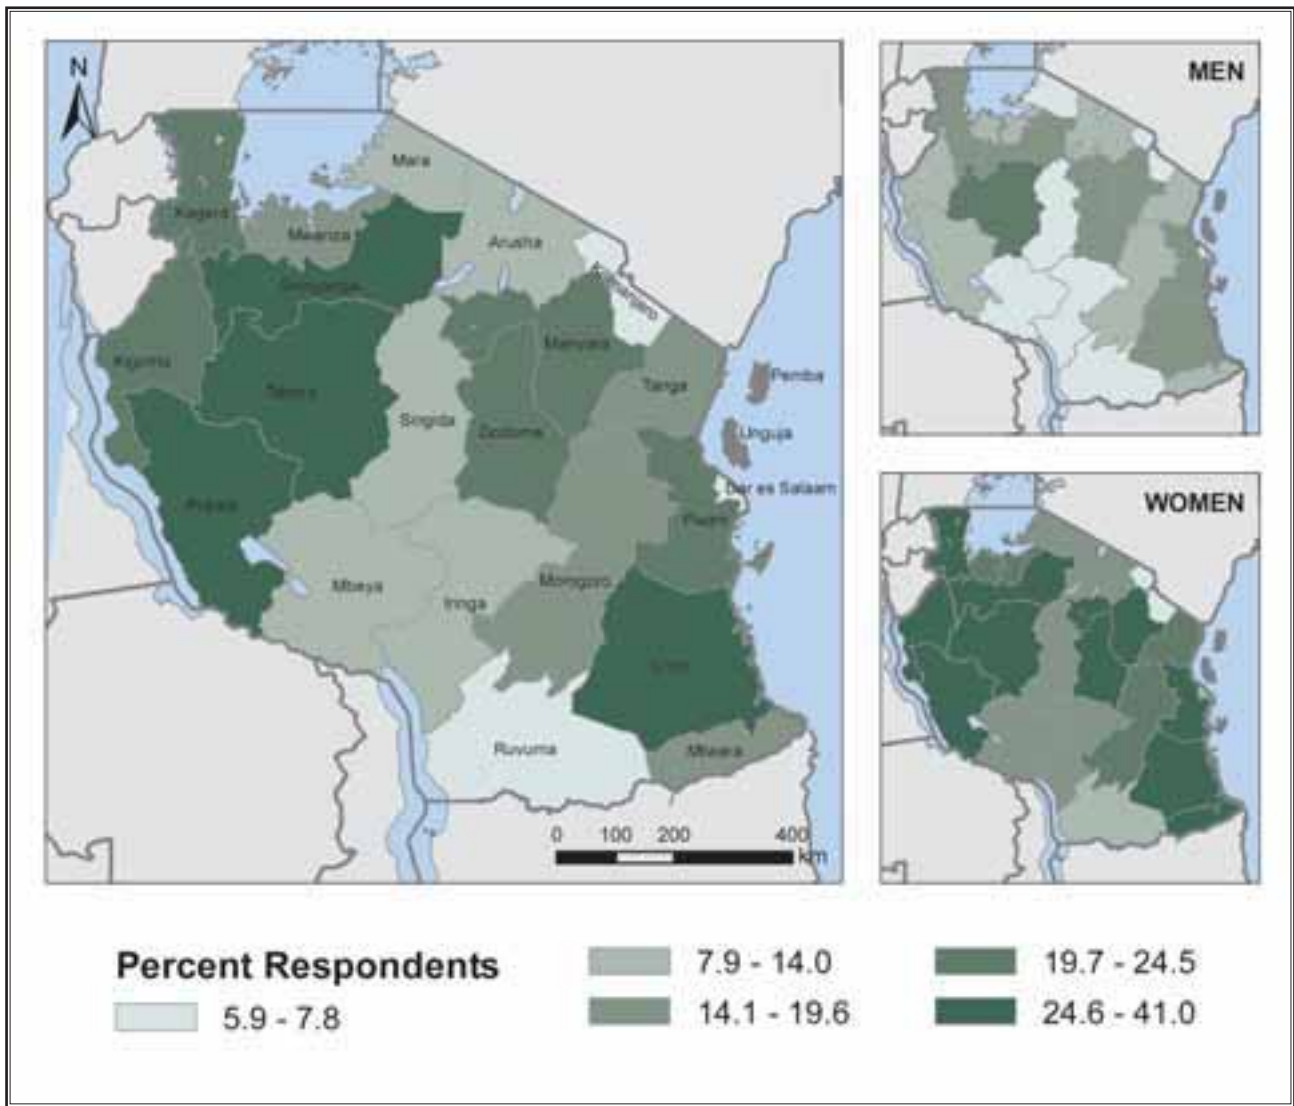 N
MEN
Mara
Kagera
Mwanza
Arusha
Kilimanjaro
Shinyanga
Kigoma
Manyara
Tabora
Tanga
Pemba
Singida
Dodoma
Unguja
WOMEN
Dar es Salaam
Rukwa
Pwani
Mbeya
Iringa
Morogoro
Lindi
Ruvuma
Mtwara
0 100 200 400
km
Percent Respondents
5.9 - 7.8
7.9 - 14.0
14.1 - 19.6
19.7 - 24.5
24.6 - 41.0